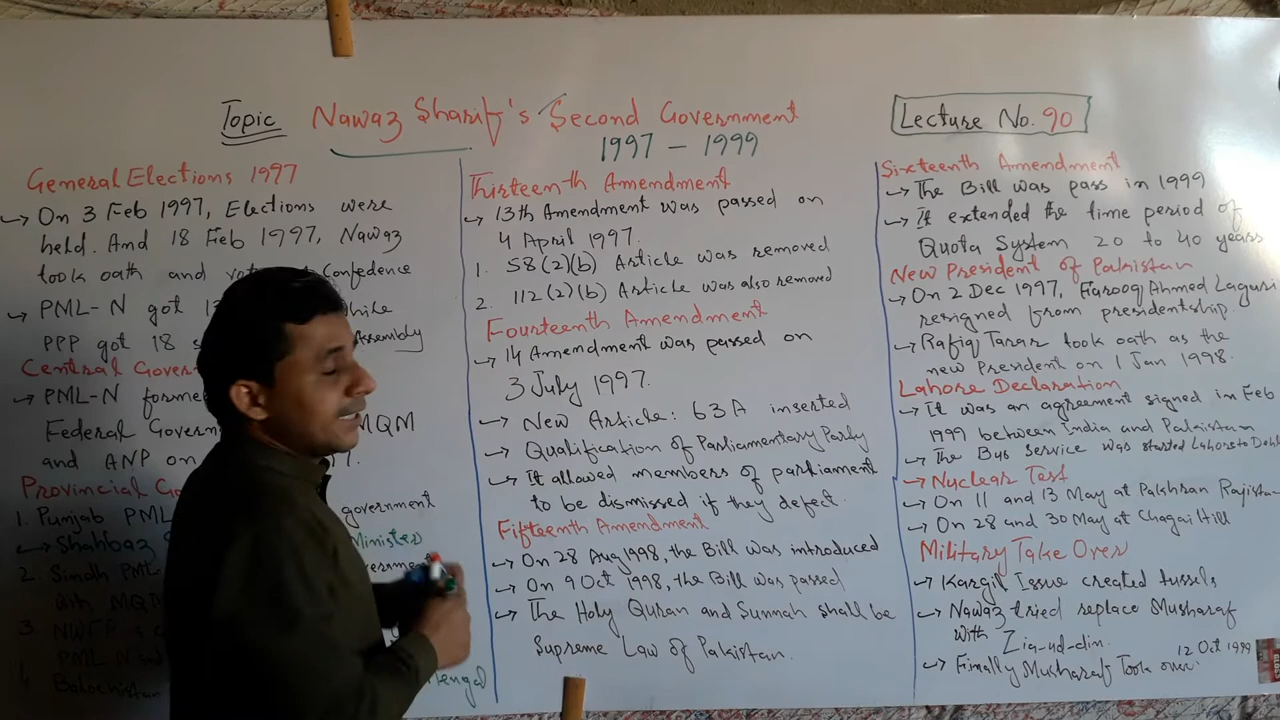 Topic Nawaz Sharif's Second Government
1997 – 1999
Lecture No. 90
General Elections 1997
→ On 3 Feb 1997, Elections were
held. And 18 Feb 1997, Nawaz
took oath and Confedence
→ PML-N got
PPP got 18 Assembly
Central
→ PML-N MQM
Federal
and ANP on
Provincial
1. Punjab PML government
→ Shahbaz Minister
2. Sindh PML
with MQM
3. NWFP
PML N
4. Balochistan Mengal
Thirteenth Amendment
→ 13th Amendment was passed on
4 April 1997.
1. 58(2)(b) Article was removed
2. 112(2)(b) Article was also removed
Fourteenth Amendment
→ 14 Amendment was passed on
3 July 1997.
→ New Article: 63A inserted
→ Qualification of Parliamentary Party
→ It allowed members of parliament
to be dismissed if they defect.
Fifteenth Amendment
→ On 28 Aug 1998, the Bill was introduced
→ On 9 Oct 1998, the Bill was passed
→ The Holy Quran and Sunnah shall be
Supreme Law of Pakistan.
Sixteenth Amendment
→ The Bill was pass in 1999
→ It extended the time period of
Quota System 20 to 40 years
New President of Pakistan
→ On 2 Dec 1997, Farooq Ahmed Lagari
resigned from presidentship.
→ Rafiq Tarar took oath as the
new President on 1 Jan 1998.
Lahore Declaration
→ It was an agreement signed in Feb
1999 between India and Pakistan
→ The Bus Service was started Lahore to Dehl
→ Nuclear Test
→ On 11 and 13 May at Pakhran Rajista
→ On 28 and 30 May at Chagai Hill
Military Take Over
→ Kargil Issue created tussels
→ Nawaz tried replace Musharaf
with Zia-ud-din.
→ Finally Musharaf Took over. 12 Oct 1999